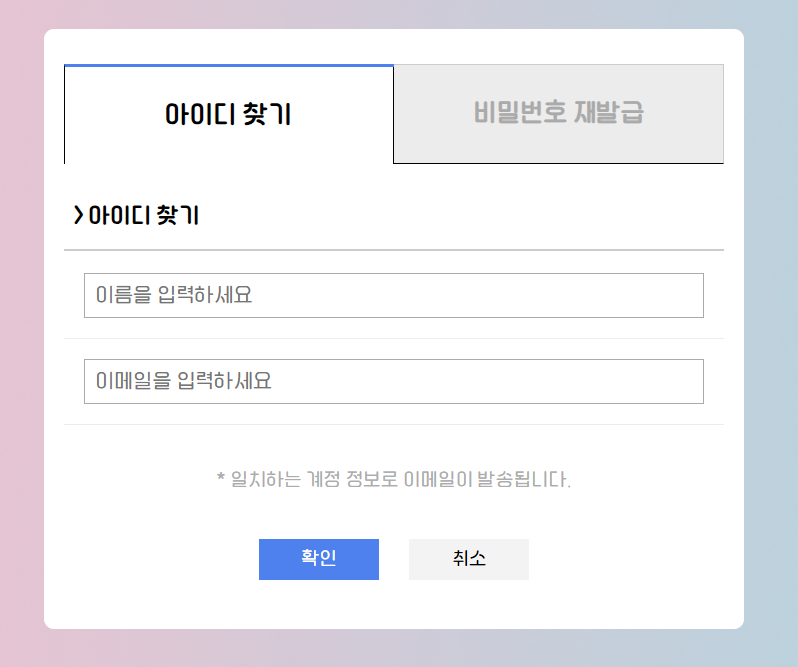 아이디 찾기
비밀번호 재발급
> 아이디 찾기
이름을 입력하세요
이메일을 입력하세요
* 일치하는 계정 정보로 이메일이 발송됩니다.
확인
취소